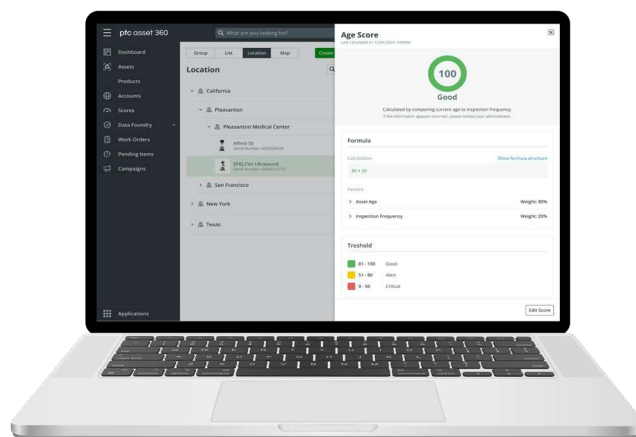 ptc asset 360
What are you looking for?
Dashboard
Assets
Products
Accounts
Scores
Data Foundry
Work Orders
Pending Items
Campaigns
Applications
Group
List
Location
Map
Create
Location
California
Pleasanton
Pleasanton Medical Center
Affiniti 70
EPIQ CVx Ultrasound
San Francisco
New York
Texas
Age Score
100
Good
Calculated by comparing current age to inspection frequency.
If the information appears incorrect, please contact your administrator.
Formula
Calculation
Show formula structure
80 + 20
Factors
Asset Age
Weight: 80%
Inspection Frequency
Weight: 20%
Treshold
81 - 100 Good
51 - 80 Alert
0 - 50 Critical
Edit Score